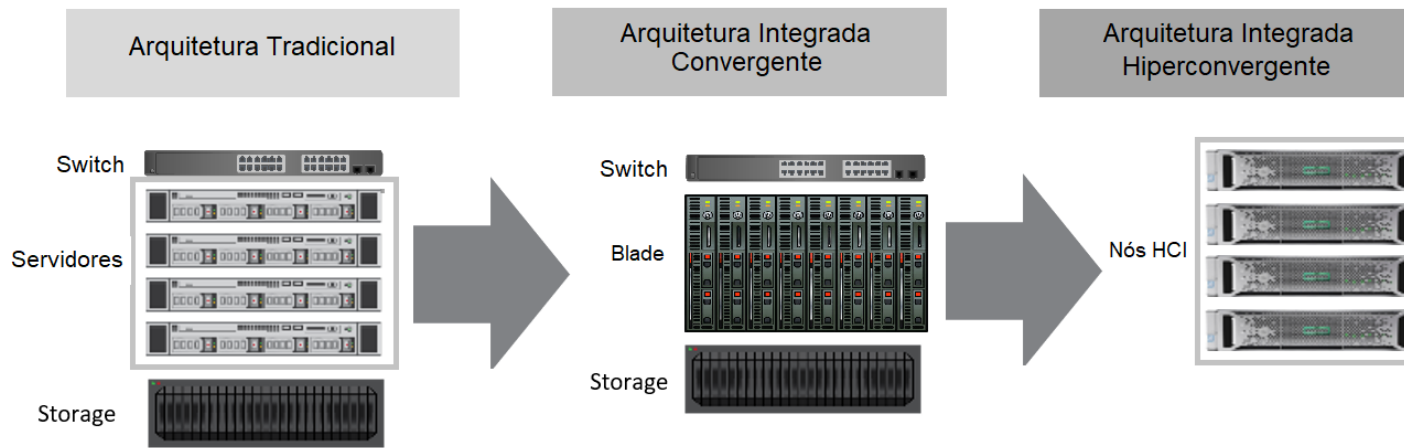 Arquitetura Tradicional
Arquitetura Integrada
Convergente
Arquitetura Integrada
Hiperconvergente
Switch
Servidores
Storage
Switch
Blade
Storage
Nós HCI